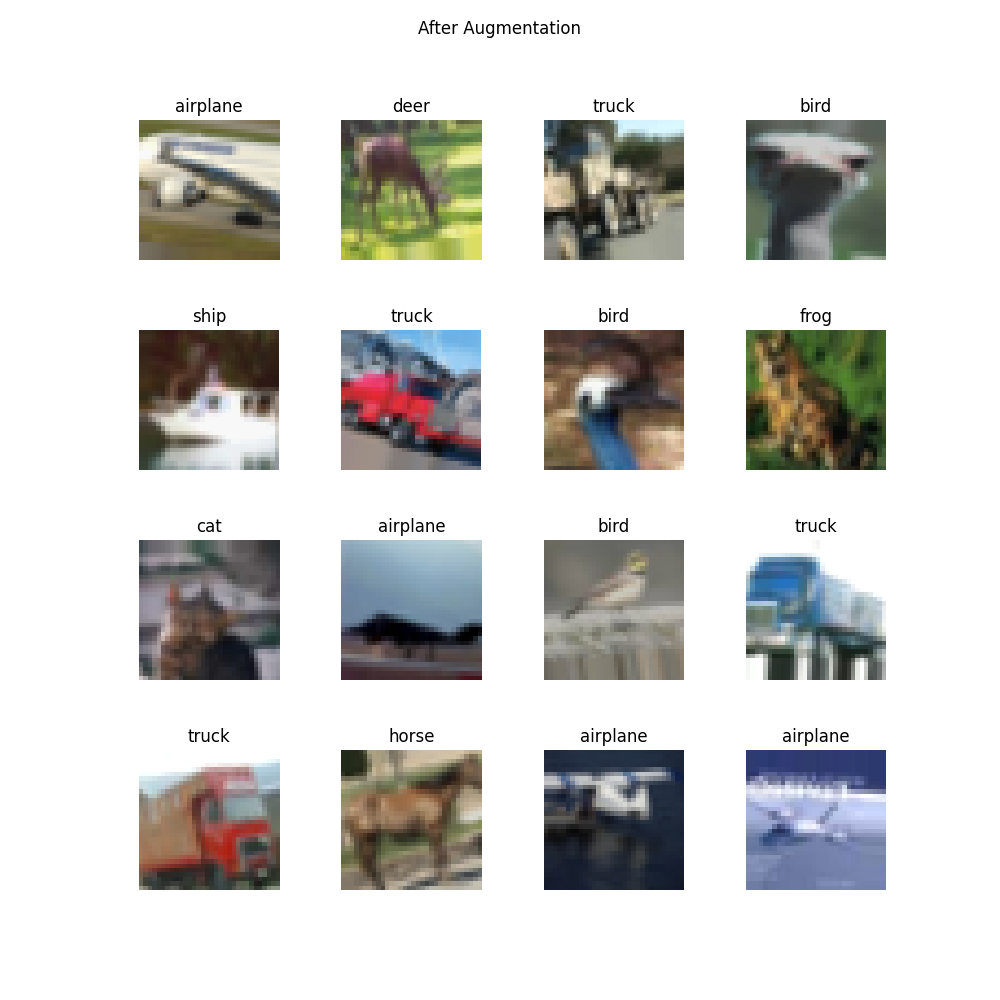 After Augmentation
airplane
deer
truck
bird
ship
truck
bird
frog
cat
airplane
bird
truck
truck
horse
airplane
airplane